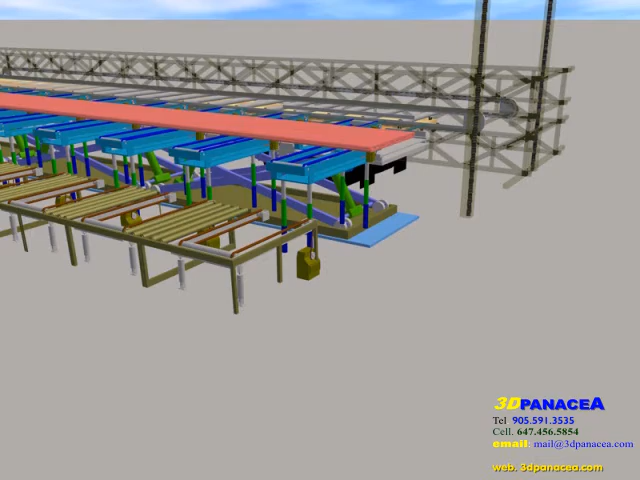 3DPANACEA
Tel 905.591.3535
Cell. 647.456.5854
email: mail@3dpanacea.com
web. 3dpanacea.com